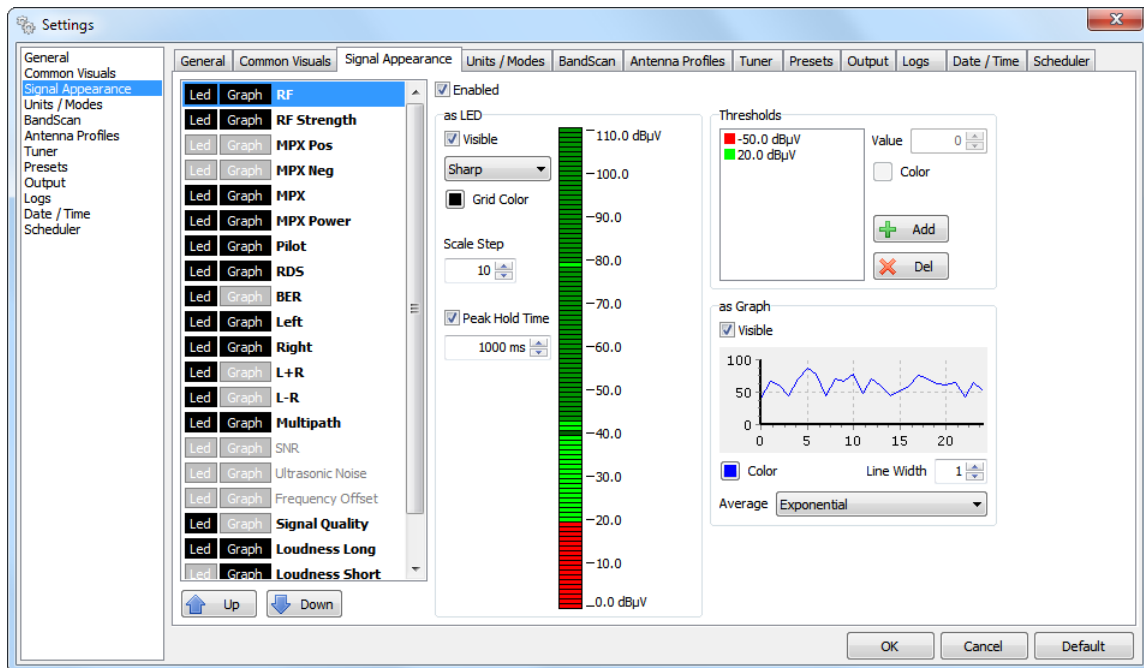 Settings
General
Common Visuals
Signal Appearance
Units / Modes
BandScan
Antenna Profiles
Tuner
Presets
Output
Logs
Date / Time
Scheduler
General Common Visuals Signal Appearance Units / Modes BandScan Antenna Profiles Tuner Presets Output Logs Date / Time Scheduler
Led Graph RF
Led Graph RF Strength
Led Graph MPX Pos
Led Graph MPX Neg
Led Graph MPX
Led Graph MPX Power
Led Graph Pilot
Led Graph RDS
Led Graph BER
Led Graph Left
Led Graph Right
Led Graph L+R
Led Graph L-R
Led Graph Multipath
Led Graph SNR
Led Graph Ultrasonic Noise
Led Graph Frequency Offset
Led Graph Signal Quality
Led Graph Loudness Long
Led Graph Loudness Short
Up Down
Enabled
as LED
Visible
Sharp
Grid Color
Scale Step
10
Peak Hold Time
1000 ms
110.0 dBµV
100.0
90.0
80.0
70.0
60.0
50.0
40.0
30.0
20.0
10.0
0.0 dBµV
Thresholds
-50.0 dBµV
20.0 dBµV
Value 0
Color
Add
Del
as Graph
Visible
100
50
0
0 5 10 15 20
Color Line Width 1
Average Exponential
OK Cancel Default